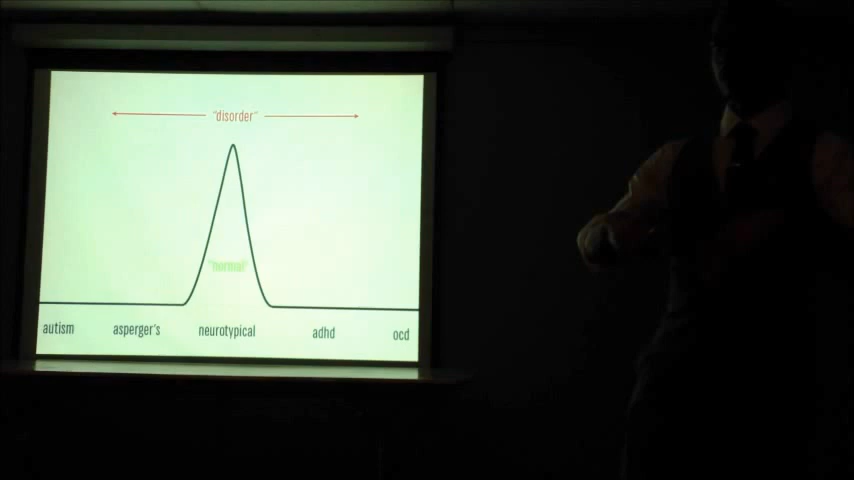 "disorder"
"normal"
autism asperger's neurotypical adhd ocd